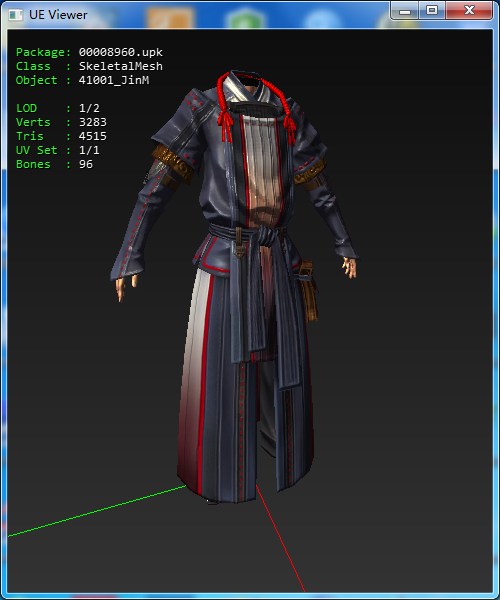 UE Viewer
Package: 00008960.upk
Class : SkeletalMesh
Object : 41001_JinM
LOD : 1/2
Verts : 3283
Tris : 4515
UV Set : 1/1
Bones : 96